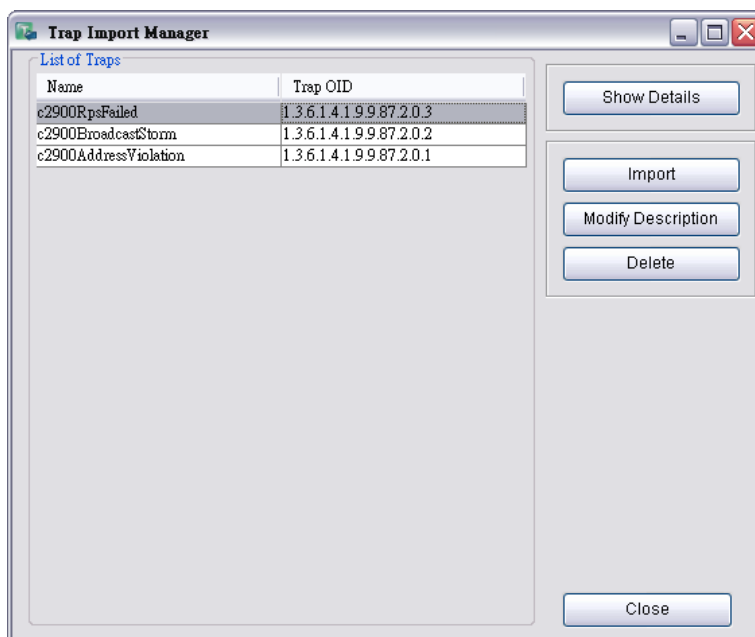 Trap Import Manager
List of Traps
Name Trap OID
c2900RpsFailed 1.3.6.1.4.1.9.9.87.2.0.3
c2900BroadcastStorm 1.3.6.1.4.1.9.9.87.2.0.2
c2900AddressViolation 1.3.6.1.4.1.9.9.87.2.0.1
Show Details
Import
Modify Description
Delete
Close